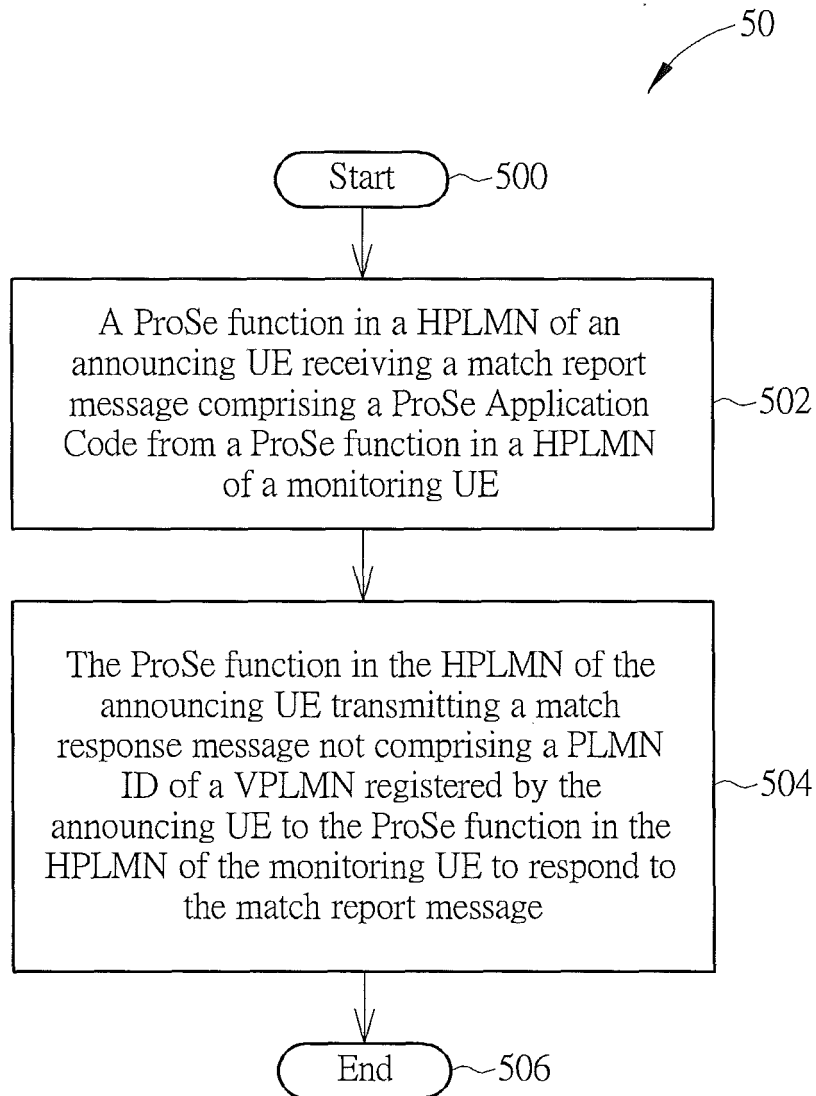 50
Start
500
A ProSe function in a HPLMN of an
announcing UE receiving a match report
message comprising a ProSe Application
Code from a ProSe function in a HPLMN
of a monitoring UE
502
The ProSe function in the HPLMN of the
announcing UE transmitting a match
response message not comprising a PLMN
ID of a VPLMN registered by the
announcing UE to the ProSe function in the
HPLMN of the monitoring UE to respond to
the match report message
504
End
506